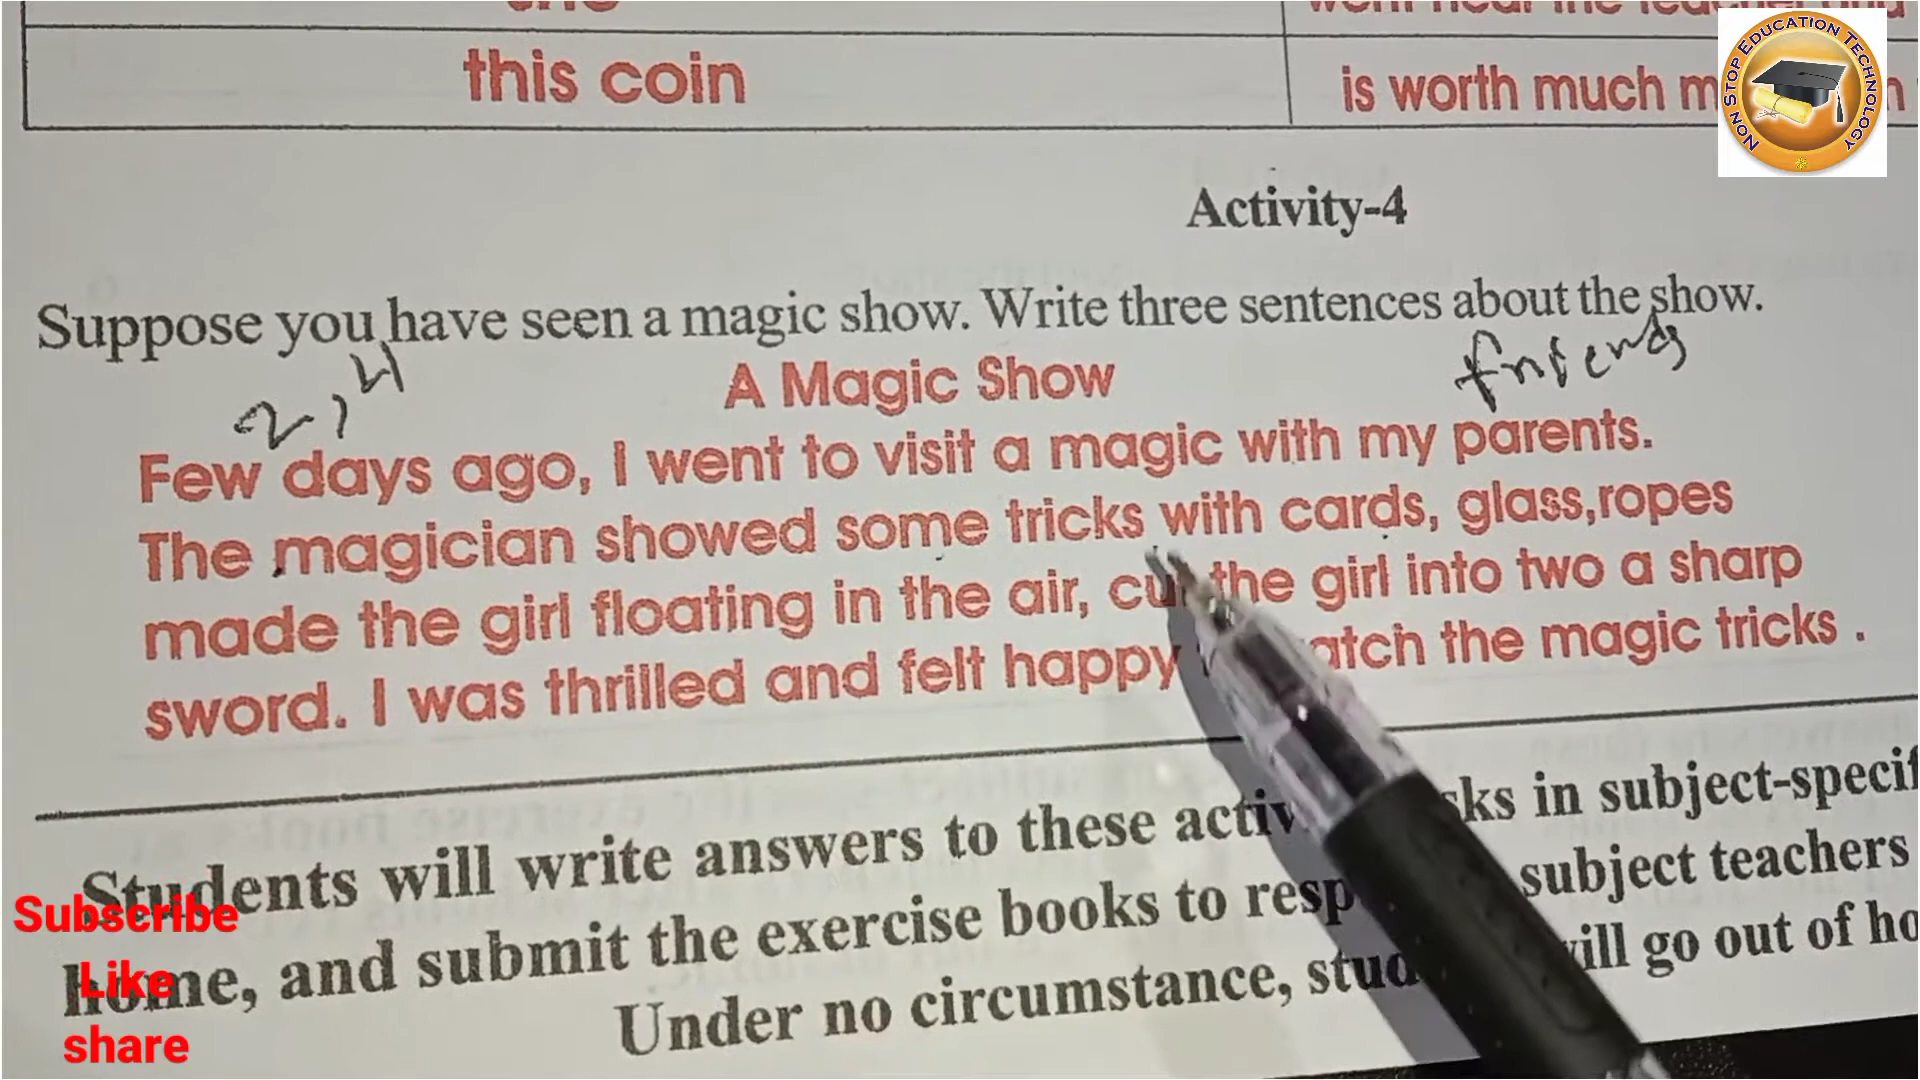 this coin
is worth much
NON STOP EDUCATION TECHNOLOGY
Activity-4
Suppose you have seen a magic show. Write three sentences about the show.
2, 4
friends
A Magic Show
Few days ago, I went to visit a magic with my parents.
The magician showed some tricks with cards, glass,ropes
made the girl floating in the air, cu the girl into two a sharp
sword. I was thrilled and felt happy atch the magic tricks .
Students will write answers to these activ sks in subject-specif
home, and submit the exercise books to resp subject teachers
Under no circumstance, stud will go out of ho
Subscribe
Like
share